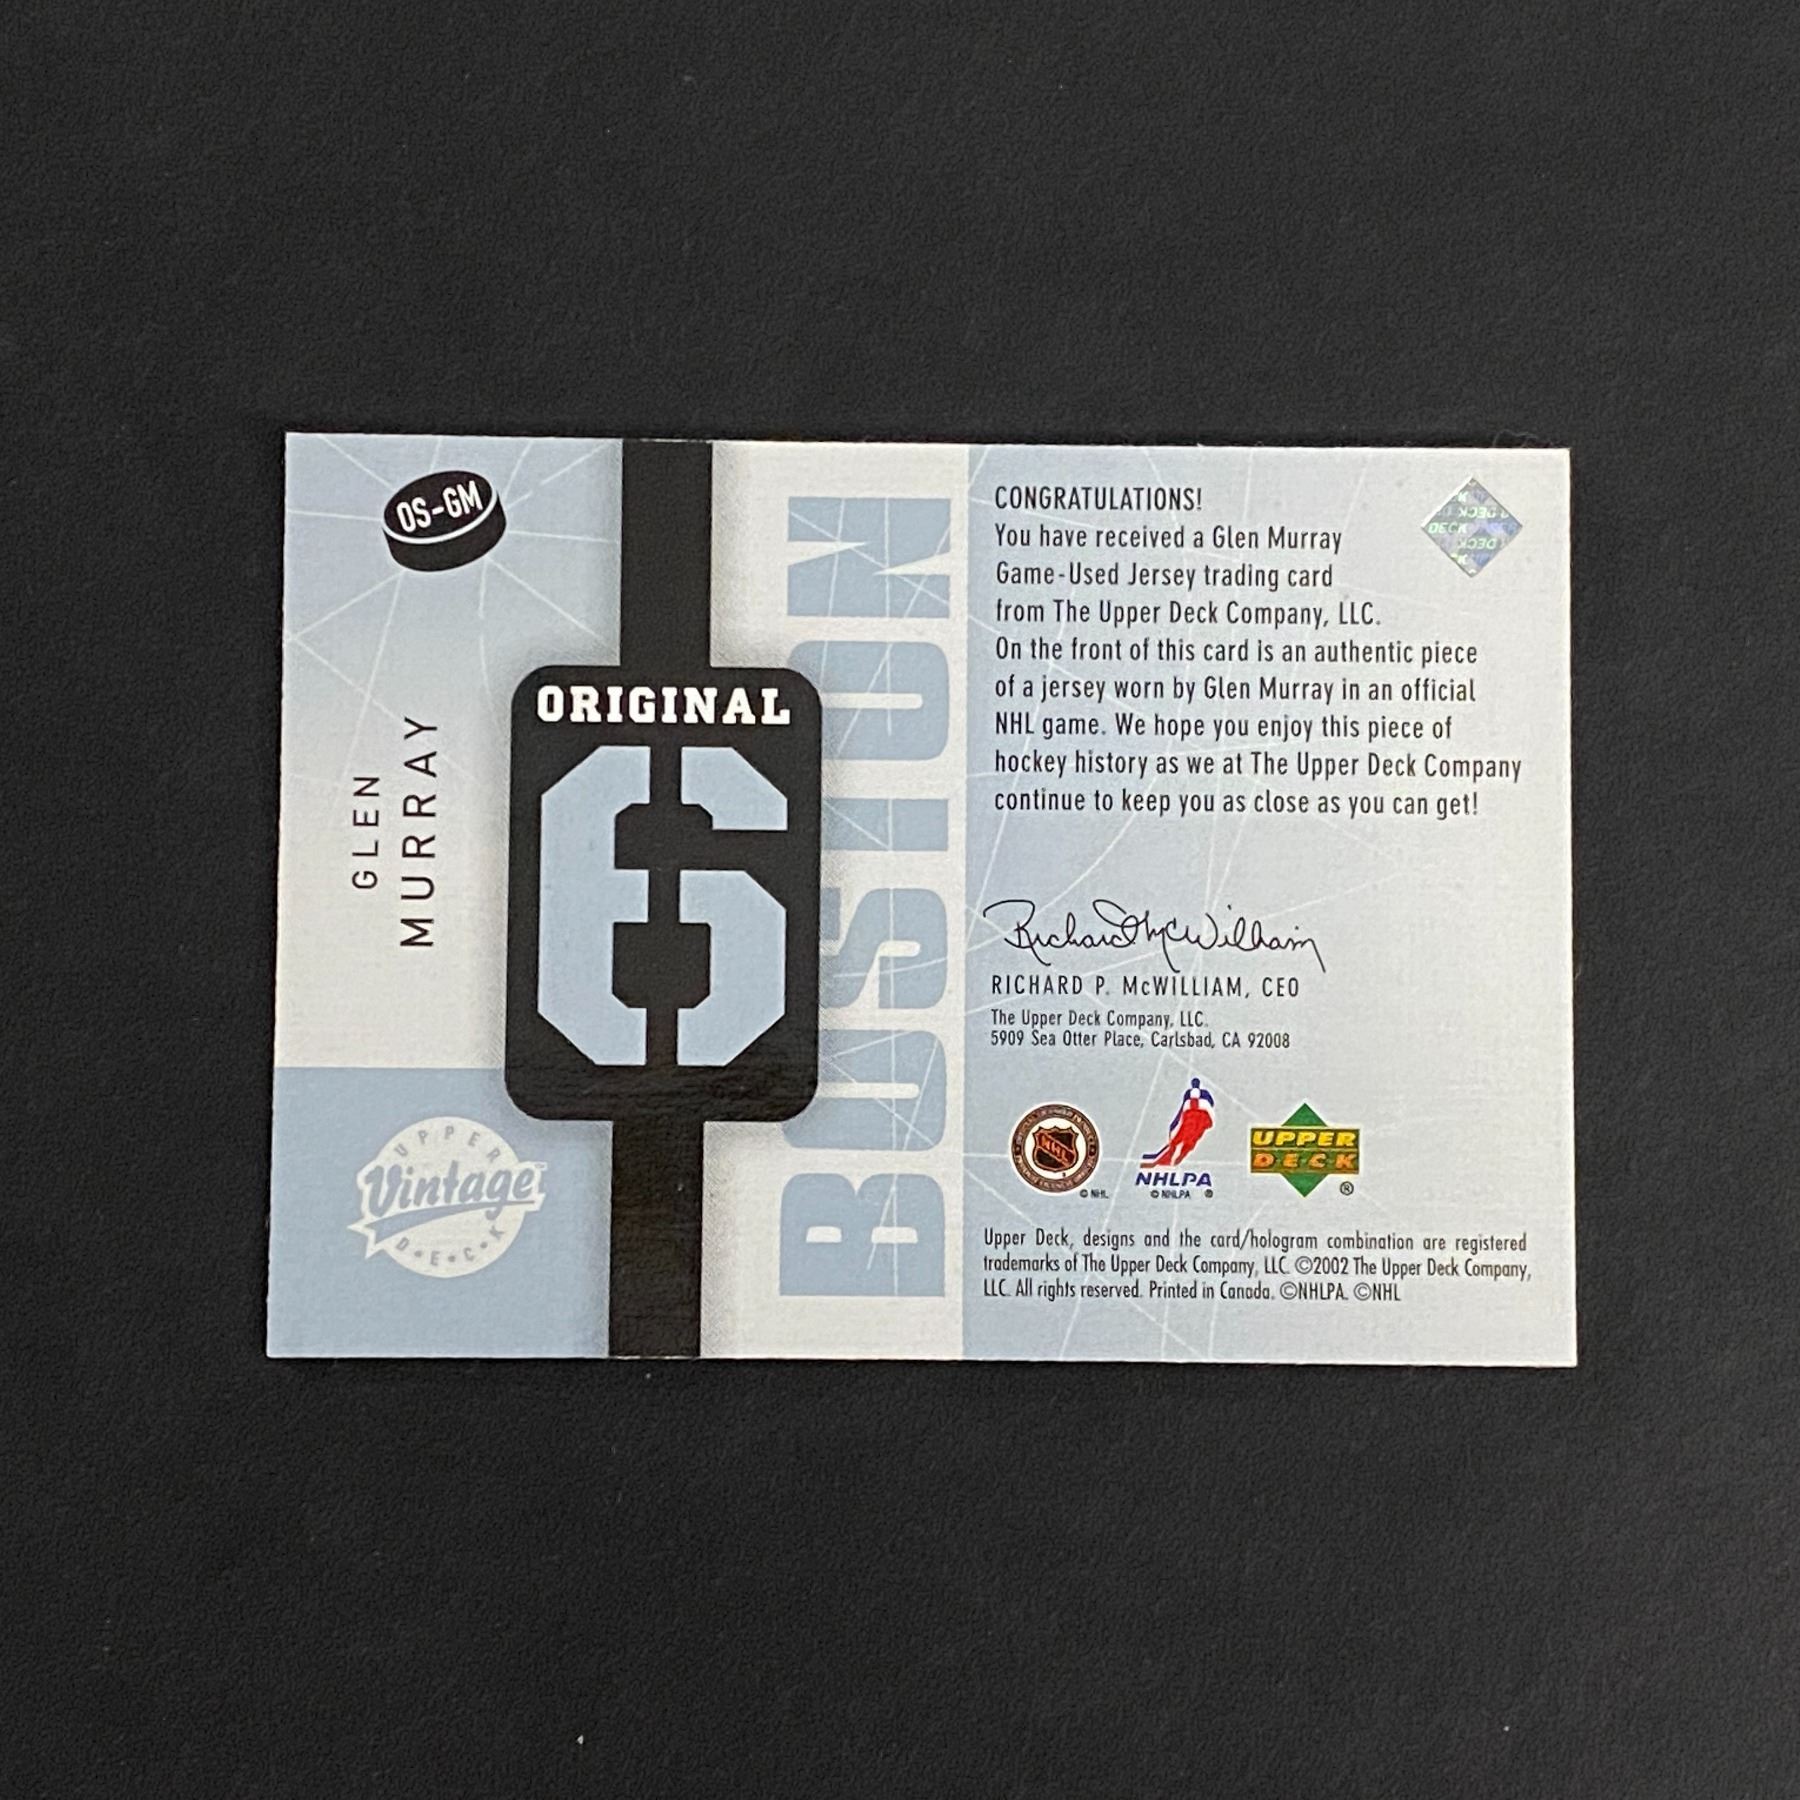 OS-GM
GLEN
MURRAY
UPPER
Vintage™
D•E•C•K
ORIGINAL
6
BOSTON
CONGRATULATIONS!
You have received a Glen Murray
Game-Used Jersey trading card
from The Upper Deck Company, LLC.
On the front of this card is an authentic piece
of a jersey worn by Glen Murray in an official
NHL game. We hope you enjoy this piece of
hockey history as we at The Upper Deck Company
continue to keep you as close as you can get!
Richard McWilliam
RICHARD P. McWILLIAM, CEO
The Upper Deck Company, LLC.
5909 Sea Otter Place, Carlsbad, CA 92008
NHL
© NHL
NHLPA
© NHLPA ®
UPPER
DECK
®
Upper Deck, designs and the card/hologram combination are registered
trademarks of The Upper Deck Company, LLC. ©2002 The Upper Deck Company,
LLC. All rights reserved. Printed in Canada. ©NHLPA. ©NHL